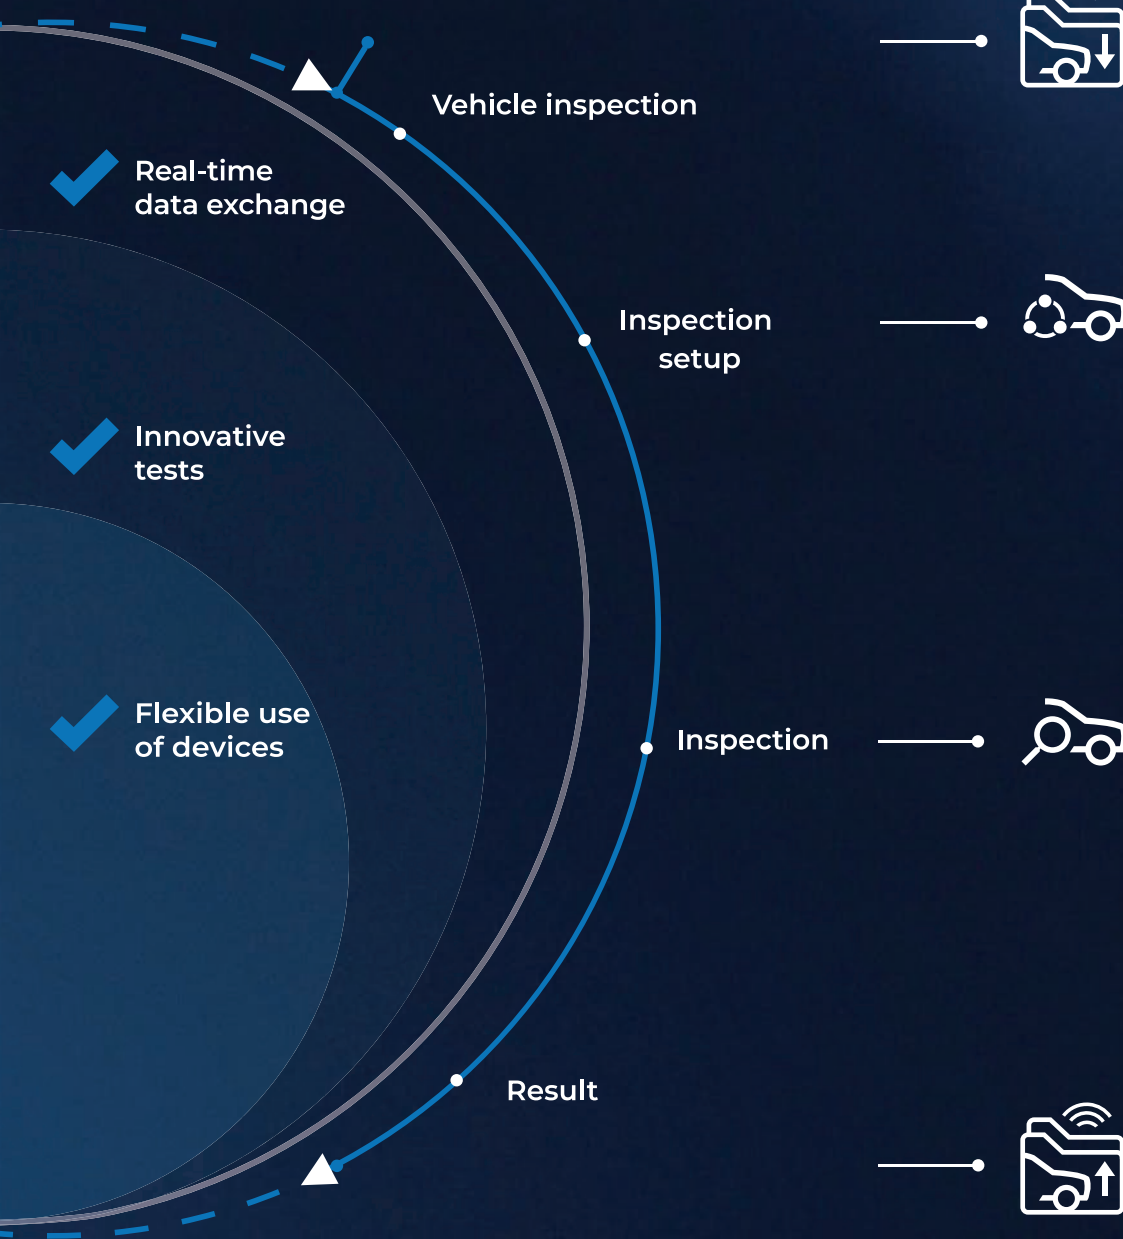 Vehicle inspection
Real-time
data exchange
Inspection
setup
Innovative
tests
Flexible use
of devices
Inspection
Result